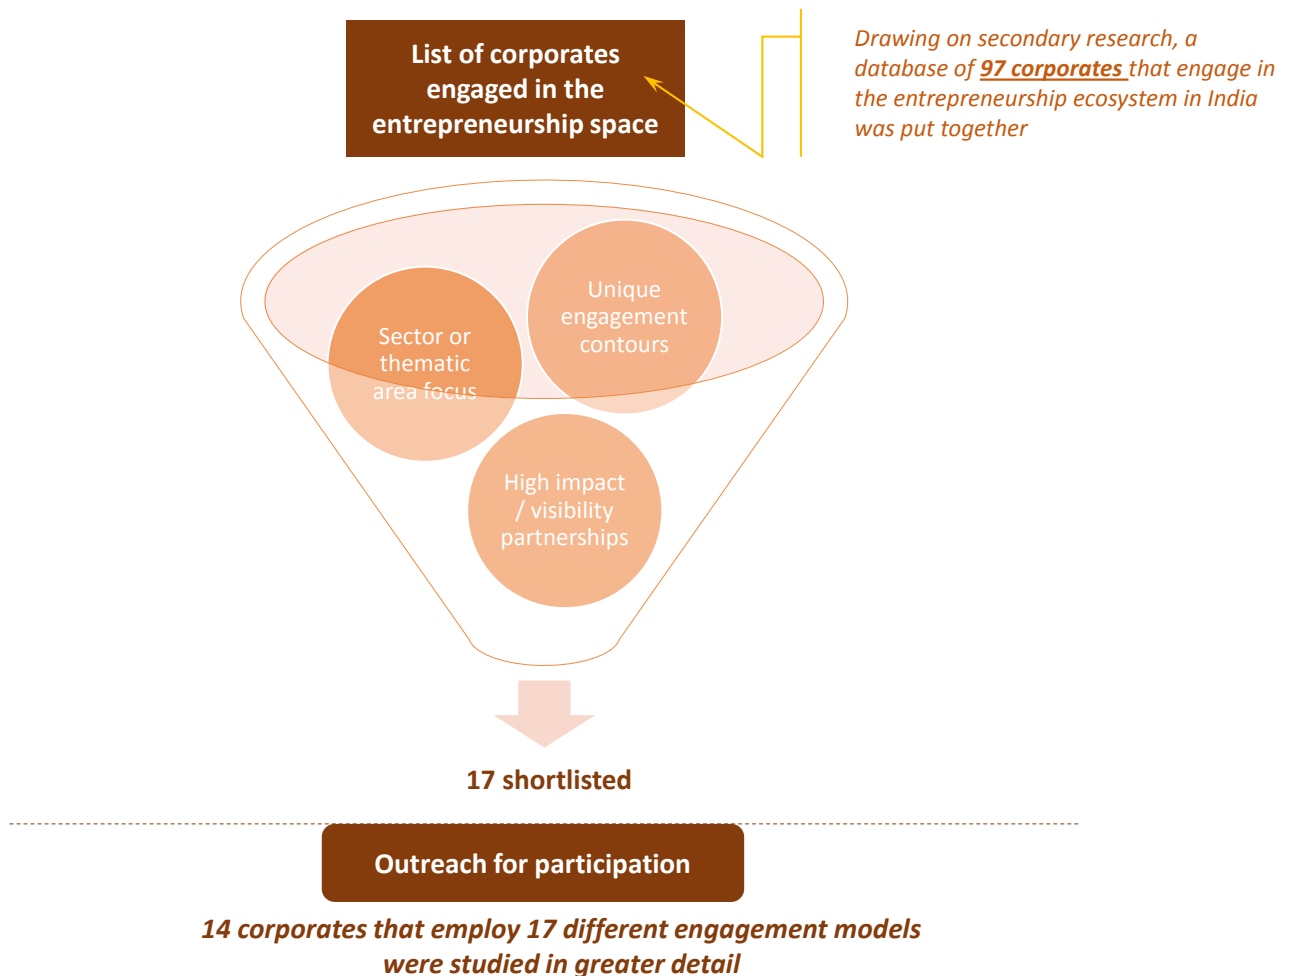 List of corporates
engaged in the
entrepreneurship space
Drawing on secondary research, a
database of 97 corporates that engage in
the entrepreneurship ecosystem in India
was put together
Unique
engagement
contours
Sector or
thematic
area focus
High impact
/ visibility
partnerships
17 shortlisted
Outreach for participation
14 corporates that employ 17 different engagement models
were studied in greater detail